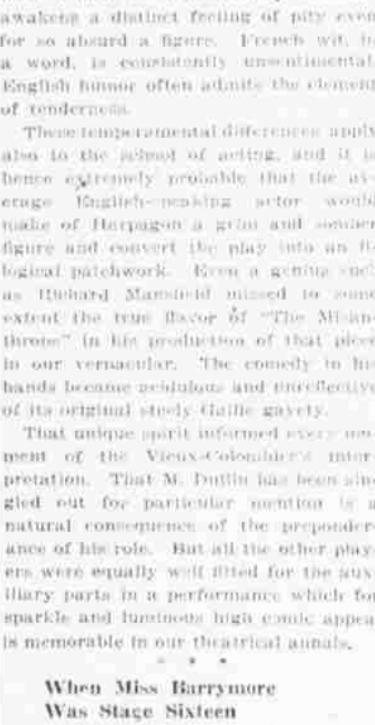 awakens a distinct feeling of pity even
for so absurd a figure. French wit, in
a word, is consistently unsentimental.
English humor often admits the element
of tenderness.
These temperamental differences apply
also to the school of acting, and it is
hence extremely probable that the av-
erage English-speaking actor would
make of Harpagon a grim and somber
figure and convert the play into an il-
logical patchwork. Even a genius such
as Richard Mansfield missed to some
extent the true flavor of "The Misan-
thrope" in his production of that piece
in our vernacular. The comedy in his
hands became acidulous and unreflective
of its original steely Gallic gayety.
That unique spirit informed every mo-
ment of the Vieux-Colombier's inter-
pretation. That M. Dullin has been sin-
gled out for particular mention is a
natural consequence of the preponder-
ance of his role. But all the other play-
ers were equally well fitted for the aux-
iliary parts in a performance which for
sparkle and luminous high comic appeal
is memorable in our theatrical annals.
* * *
When Miss Barrymore
Was Stage Sixteen